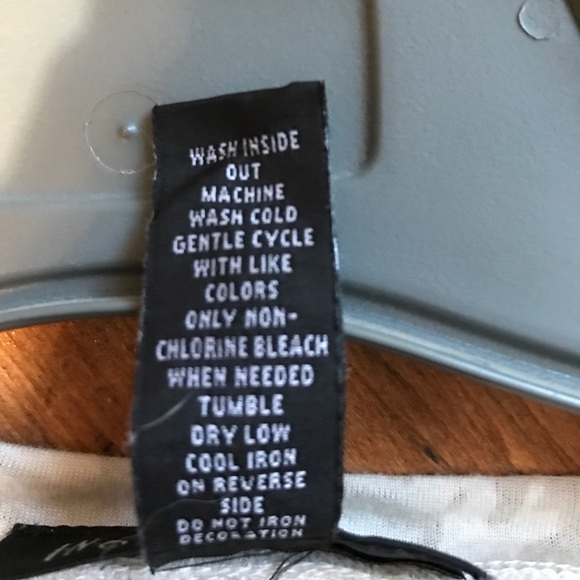 WASH INSIDE
OUT
MACHINE
WASH COLD
GENTLE CYCLE
WITH LIKE
COLORS
ONLY NON-
CHLORINE BLEACH
WHEN NEEDED
TUMBLE
DRY LOW
COOL IRON
ON REVERSE
SIDE
DO NOT IRON
DECORATION